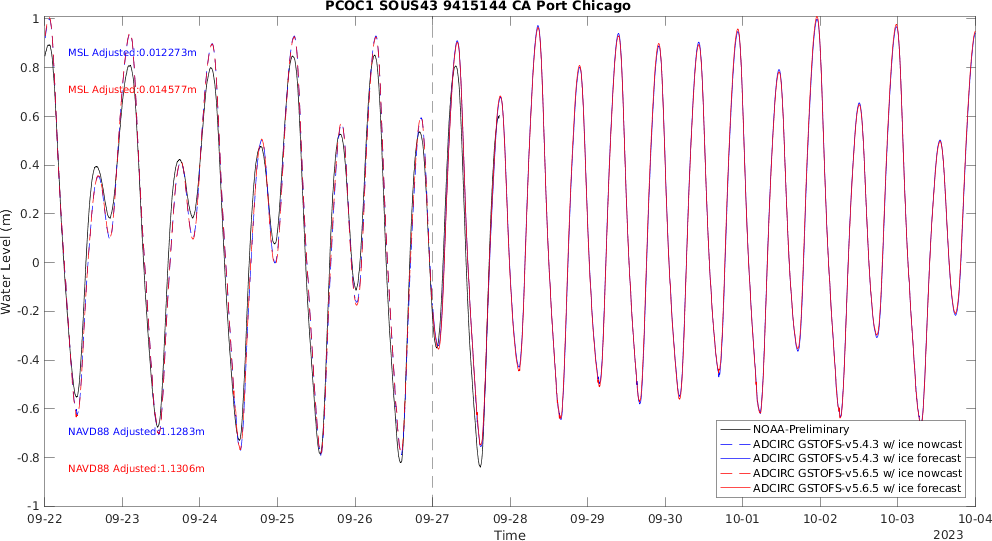 PCOC1 SOUS43 9415144 CA Port Chicago
MSL Adjusted:0.012273m
MSL Adjusted:0.014577m
NAVD88 Adjusted:1.1283m
NAVD88 Adjusted:1.1306m
Water Level (m)
1
0.8
0.6
0.4
0.2
0
-0.2
-0.4
-0.6
-0.8
-1
NOAA-Preliminary
ADCIRC GSTOFS-v5.4.3 w/ ice nowcast
ADCIRC GSTOFS-v5.4.3 w/ ice forecast
ADCIRC GSTOFS-v5.6.5 w/ ice nowcast
ADCIRC GSTOFS-v5.6.5 w/ ice forecast
09-22 09-23 09-24 09-25 09-26 09-27 09-28 09-29 09-30 10-01 10-02 10-03 10-04
Time
2023